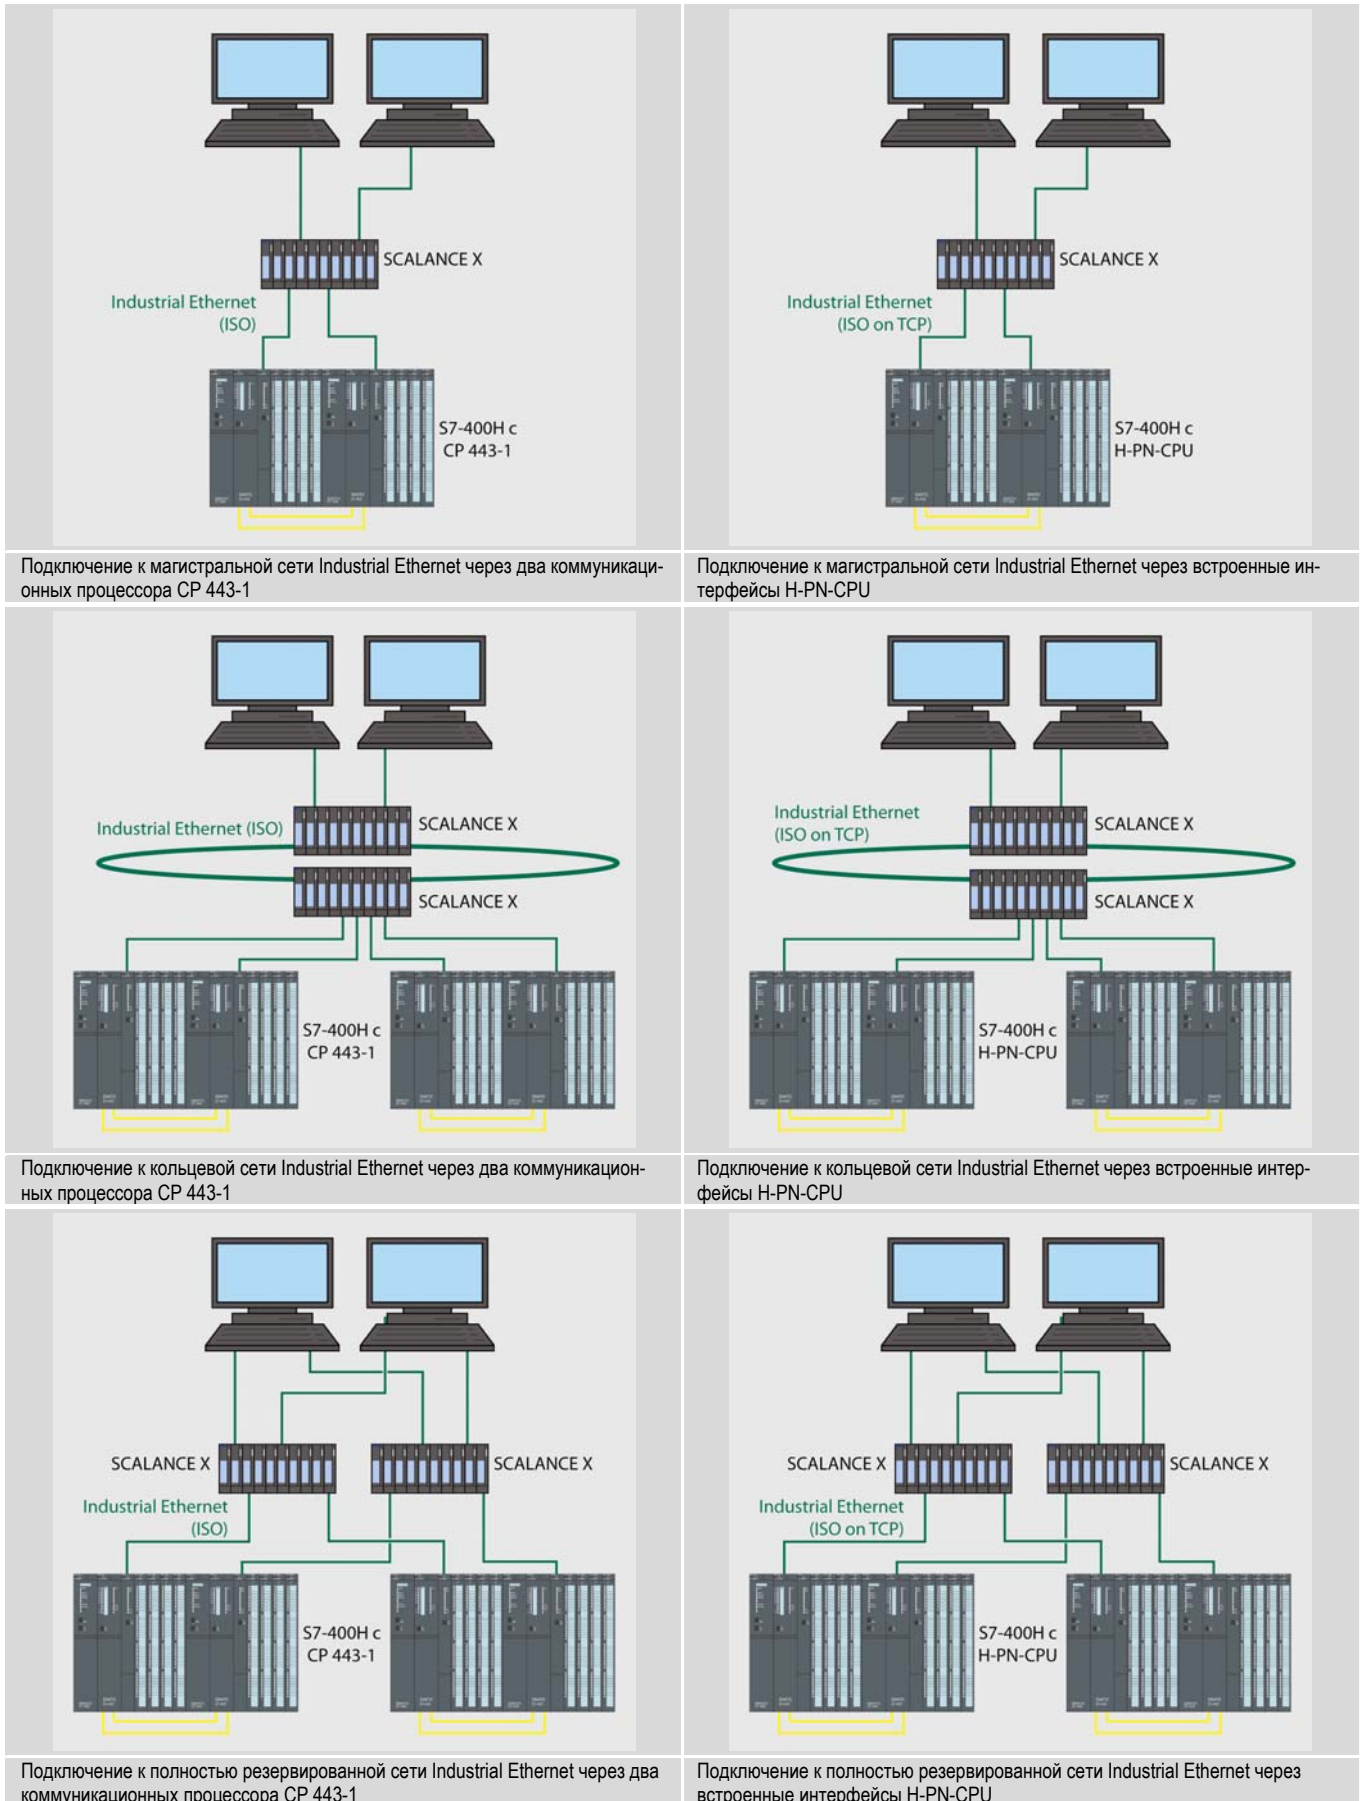 SCALANCE X
Industrial Ethernet
(ISO)
S7-400H с
CP 443-1
Подключение к магистральной сети Industrial Ethernet через два коммуникаци-
онных процессора CP 443-1
SCALANCE X
Industrial Ethernet
(ISO on TCP)
S7-400H с
H-PN-CPU
Подключение к магистральной сети Industrial Ethernet через встроенные ин-
терфейсы H-PN-CPU
Industrial Ethernet (ISO)
SCALANCE X
SCALANCE X
S7-400H с
CP 443-1
Подключение к кольцевой сети Industrial Ethernet через два коммуникацион-
ных процессора CP 443-1
Industrial Ethernet
(ISO on TCP)
SCALANCE X
SCALANCE X
S7-400H с
H-PN-CPU
Подключение к кольцевой сети Industrial Ethernet через встроенные интер-
фейсы H-PN-CPU
SCALANCE X
SCALANCE X
Industrial Ethernet
(ISO)
S7-400H с
CP 443-1
Подключение к полностью резервированной сети Industrial Ethernet через два
коммуникационных процессора CP 443-1
SCALANCE X
SCALANCE X
Industrial Ethernet
(ISO on TCP)
S7-400H с
H-PN-CPU
Подключение к полностью резервированной сети Industrial Ethernet через
встроенные интерфейсы H-PN-CPU